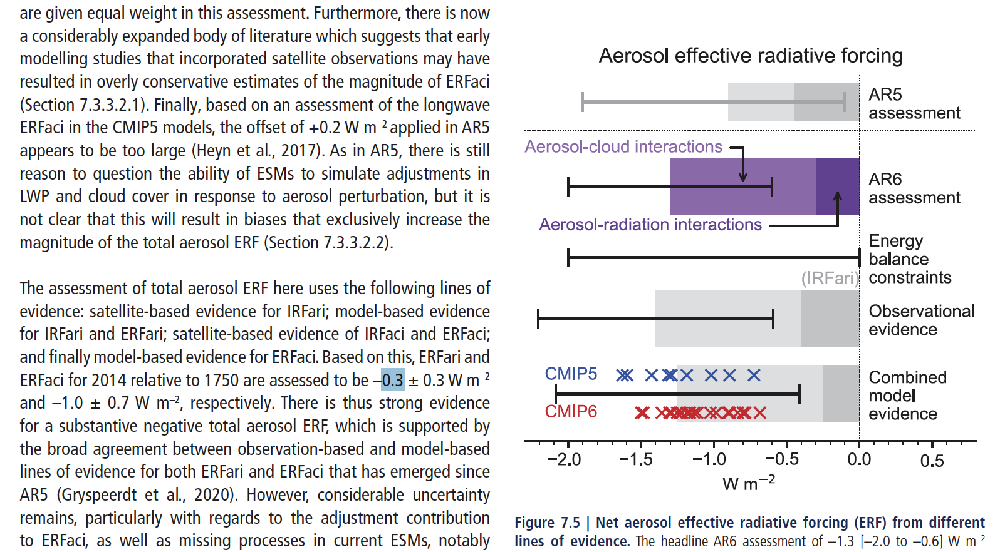 are given equal weight in this assessment. Furthermore, there is now
a considerably expanded body of literature which suggests that early
modelling studies that incorporated satellite observations may have
resulted in overly conservative estimates of the magnitude of ERFaci
(Section 7.3.3.2.1). Finally, based on an assessment of the longwave
ERFaci in the CMIP5 models, the offset of +0.2 W m⁻² applied in AR5
appears to be too large (Heyn et al., 2017). As in AR5, there is still
reason to question the ability of ESMs to simulate adjustments in
LWP and cloud cover in response to aerosol perturbation, but it is
not clear that this will result in biases that exclusively increase the
magnitude of the total aerosol ERF (Section 7.3.3.2.2).
The assessment of total aerosol ERF here uses the following lines of
evidence: satellite-based evidence for IRFari; model-based evidence
for IRFari and ERFari; satellite-based evidence of IRFaci and ERFaci;
and finally model-based evidence for ERFaci. Based on this, ERFari and
ERFaci for 2014 relative to 1750 are assessed to be –0.3 ± 0.3 W m⁻²
and –1.0 ± 0.7 W m⁻², respectively. There is thus strong evidence
for a substantive negative total aerosol ERF, which is supported by
the broad agreement between observation-based and model-based
lines of evidence for both ERFari and ERFaci that has emerged since
AR5 (Gryspeerdt et al., 2020). However, considerable uncertainty
remains, particularly with regards to the adjustment contribution
to ERFaci, as well as missing processes in current ESMs, notably
Aerosol effective radiative forcing
AR5
assessment
Aerosol-cloud interactions
AR6
assessment
Aerosol-radiation interactions
Energy
balance
constraints
(IRFari)
Observational
evidence
CMIP5
CMIP6
Combined
model
evidence
−2.0 −1.5 −1.0 −0.5 0.0 0.5
W m⁻²
Figure 7.5 | Net aerosol effective radiative forcing (ERF) from different
lines of evidence. The headline AR6 assessment of –1.3 [–2.0 to –0.6] W m⁻²